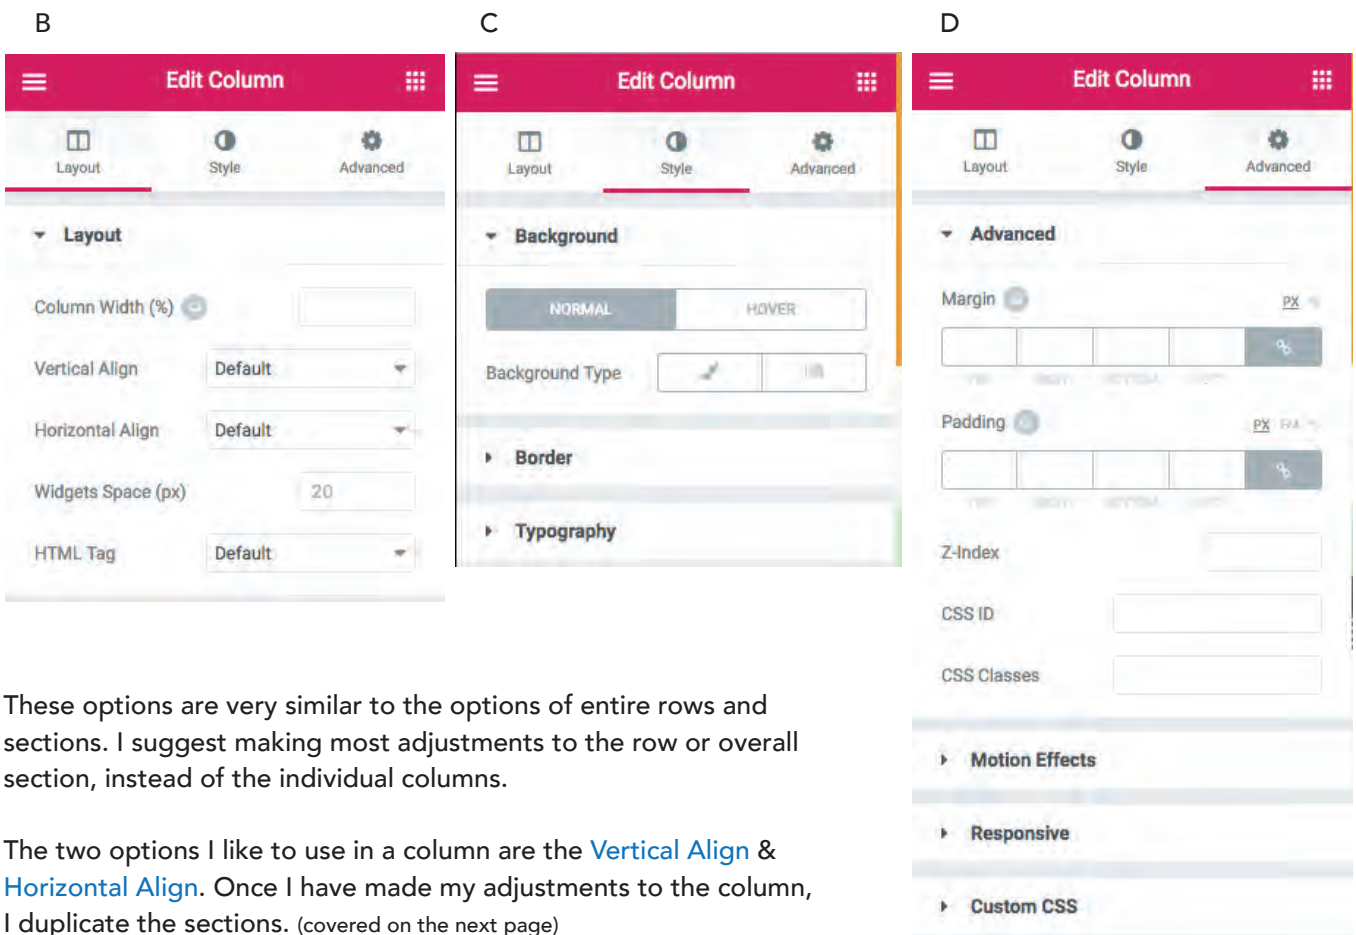 B
Edit Column
Layout Style Advanced
Layout
Column Width (%)
Vertical Align Default
Horizontal Align Default
Widgets Space (px) 20
HTML Tag Default
C
Edit Column
Layout Style Advanced
Background
NORMAL HOVER
Background Type
Border
Typography
D
Edit Column
Layout Style Advanced
Advanced
Margin PX
Padding PX
Z-Index
CSS ID
CSS Classes
Motion Effects
Responsive
Custom CSS
These options are very similar to the options of entire rows and
sections. I suggest making most adjustments to the row or overall
section, instead of the individual columns.
The two options I like to use in a column are the Vertical Align &
Horizontal Align. Once I have made my adjustments to the column,
I duplicate the sections. (covered on the next page)